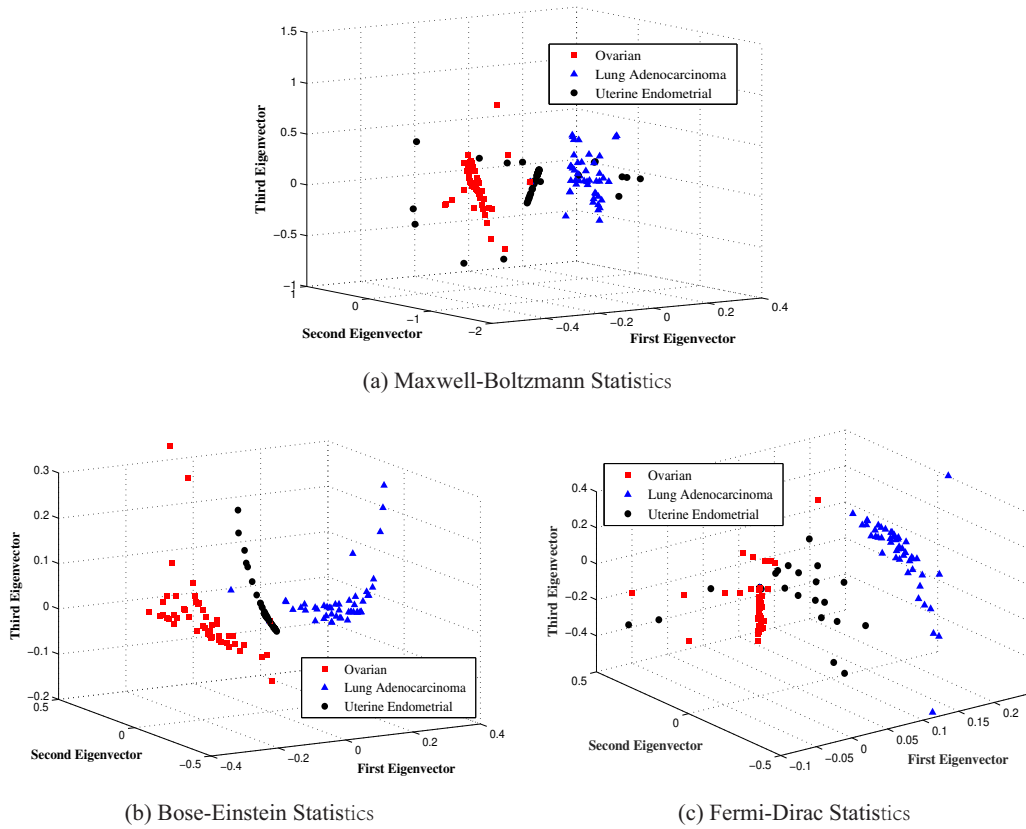 1.5
1
0.5
0
−0.5
−1
Third Eigenvector
1
0
−1
−2
Second Eigenvector
−0.4
−0.2
0
0.2
0.4
First Eigenvector
Ovarian
Lung Adenocarcinoma
Uterine Endometrial
(a) Maxwell-Boltzmann Statistics
0.3
0.2
0.1
0
−0.1
−0.2
Third Eigenvector
0.5
0
−0.5
Second Eigenvector
−0.4
−0.2
0
0.2
0.4
First Eigenvector
Ovarian
Lung Adenocarcinoma
Uterine Endometrial
(b) Bose-Einstein Statistics
0.4
0.2
0
−0.2
−0.4
Third Eigenvector
0.5
0
−0.5
Second Eigenvector
−0.1
−0.05
0
0.05
0.1
0.15
0.2
First Eigenvector
Ovarian
Lung Adenocarcinoma
Uterine Endometrial
(c) Fermi-Dirac Statistics